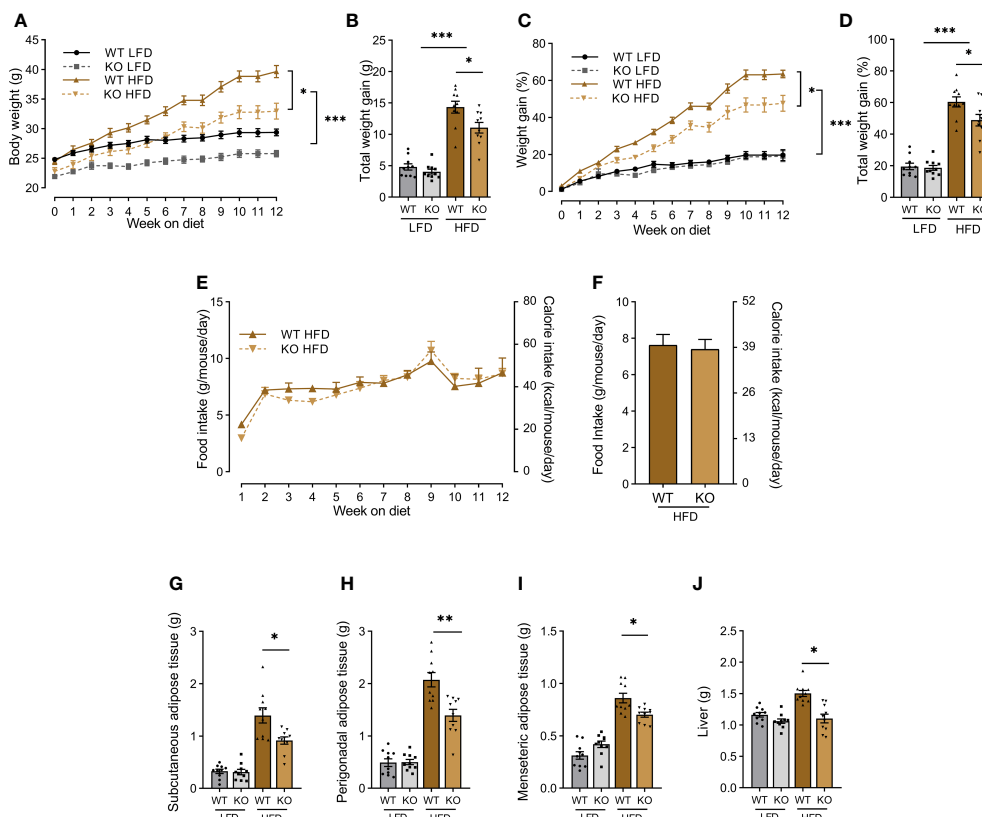 A
Body weight (g)
45
40
35
30
25
20
WT LFD
KO LFD
WT HFD
KO HFD
*
***
0 1 2 3 4 5 6 7 8 9 10 11 12
Week on diet
B
Total weight gain (g)
25
20
15
10
5
0
***
*
WT KO WT KO
LFD HFD
C
Weight gain (%)
80
60
40
20
0
WT LFD
KO LFD
WT HFD
KO HFD
*
***
0 1 2 3 4 5 6 7 8 9 10 11 12
Week on diet
D
Total weight gain (%)
100
80
60
40
20
0
***
*
WT KO WT KO
LFD HFD
E
Food intake (g/mouse/day)
15
10
5
0
WT HFD
KO HFD
80
60
40
20
0
Calorie intake (kcal/mouse/day)
1 2 3 4 5 6 7 8 9 10 11 12
Week on diet
F
Food Intake (g/mouse/day)
10
8
6
4
2
0
52
39
26
13
0
Calorie intake (kcal/mouse/day)
WT KO
HFD
G
Subcutaneous adipose tissue (g)
3
2
1
0
*
WT KO WT KO
LFD HFD
H
Perigonadal adipose tissue (g)
3
2
1
0
**
WT KO WT KO
LFD HFD
I
Menseteric adipose tissue (g)
1.5
1.0
0.5
0.0
*
WT KO WT KO
LFD HFD
J
Liver (g)
2.5
2.0
1.5
1.0
0.5
0.0
*
WT KO WT KO
LFD HFD